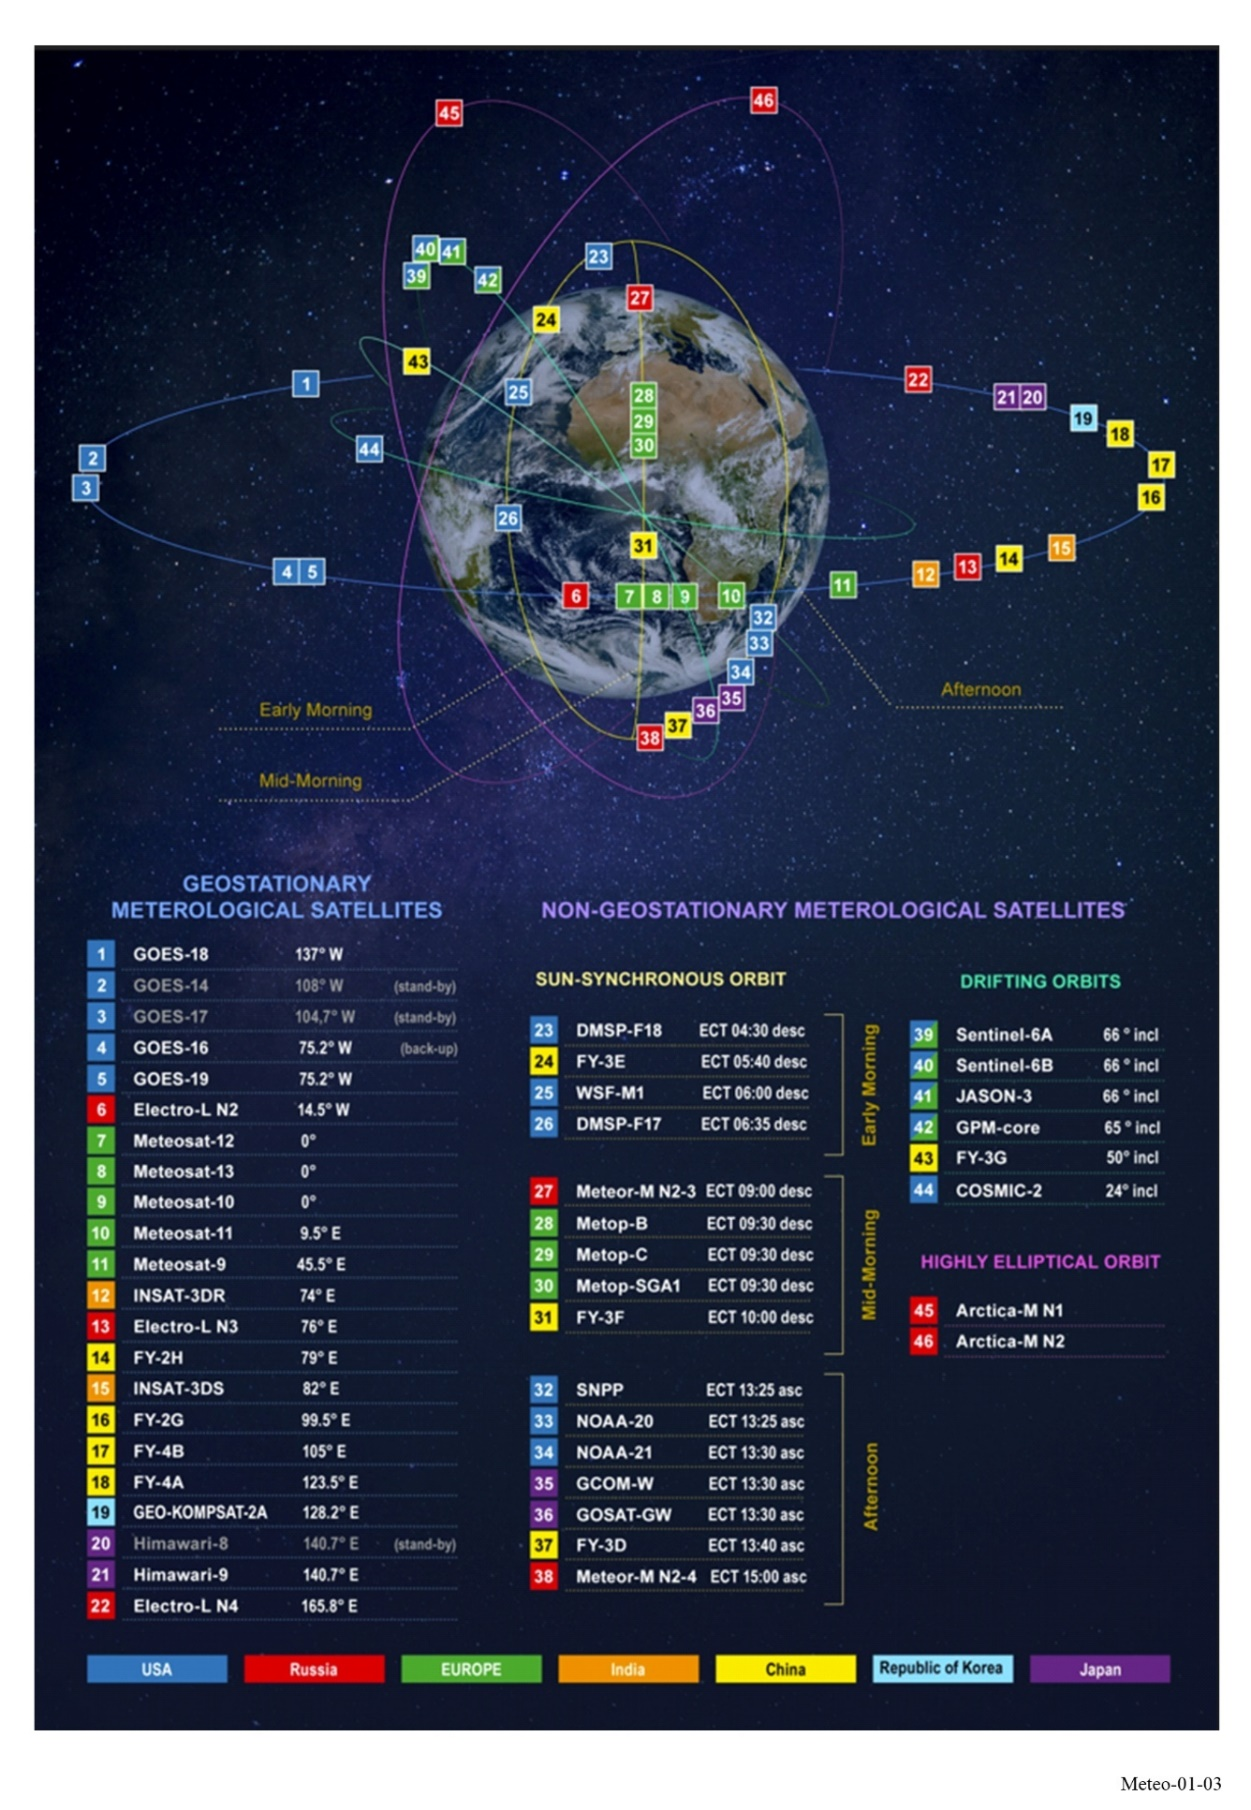 45
46
40
41
23
39
42
27
24
43
22
1
25
28
21
20
19
29
18
44
30
2
17
3
16
26
31
15
14
4
5
13
12
11
6
7
8
9
10
32
33
34
35
36
37
38
Afternoon
Early Morning
Mid-Morning
GEOSTATIONARY
METEROLOGICAL SATELLITES
1 GOES-18 137° W
2 GOES-14 108° W (stand-by)
3 GOES-17 104,7° W (stand-by)
4 GOES-16 75.2° W (back-up)
5 GOES-19 75.2° W
6 Electro-L N2 14.5° W
7 Meteosat-12 0°
8 Meteosat-13 0°
9 Meteosat-10 0°
10 Meteosat-11 9.5° E
11 Meteosat-9 45.5° E
12 INSAT-3DR 74° E
13 Electro-L N3 76° E
14 FY-2H 79° E
15 INSAT-3DS 82° E
16 FY-2G 99.5° E
17 FY-4B 105° E
18 FY-4A 123.5° E
19 GEO-KOMPSAT-2A 128.2° E
20 Himawari-8 140.7° E (stand-by)
21 Himawari-9 140.7° E
22 Electro-L N4 165.8° E
NON-GEOSTATIONARY METEROLOGICAL SATELLITES
SUN-SYNCHRONOUS ORBIT
23 DMSP-F18 ECT 04:30 desc
24 FY-3E ECT 05:40 desc
25 WSF-M1 ECT 06:00 desc
26 DMSP-F17 ECT 06:35 desc
Early Morning
27 Meteor-M N2-3 ECT 09:00 desc
28 Metop-B ECT 09:30 desc
29 Metop-C ECT 09:30 desc
30 Metop-SGA1 ECT 09:30 desc
31 FY-3F ECT 10:00 desc
Mid-Morning
32 SNPP ECT 13:25 asc
33 NOAA-20 ECT 13:25 asc
34 NOAA-21 ECT 13:30 asc
35 GCOM-W ECT 13:30 asc
36 GOSAT-GW ECT 13:30 asc
37 FY-3D ECT 13:40 asc
38 Meteor-M N2-4 ECT 15:00 asc
Afternoon
DRIFTING ORBITS
39 Sentinel-6A 66 ° incl
40 Sentinel-6B 66 ° incl
41 JASON-3 66 ° incl
42 GPM-core 65 ° incl
43 FY-3G 50° incl
44 COSMIC-2 24° incl
HIGHLY ELLIPTICAL ORBIT
45 Arctica-M N1
46 Arctica-M N2
USA
Russia
EUROPE
India
China
Republic of Korea
Japan
Meteo-01-03